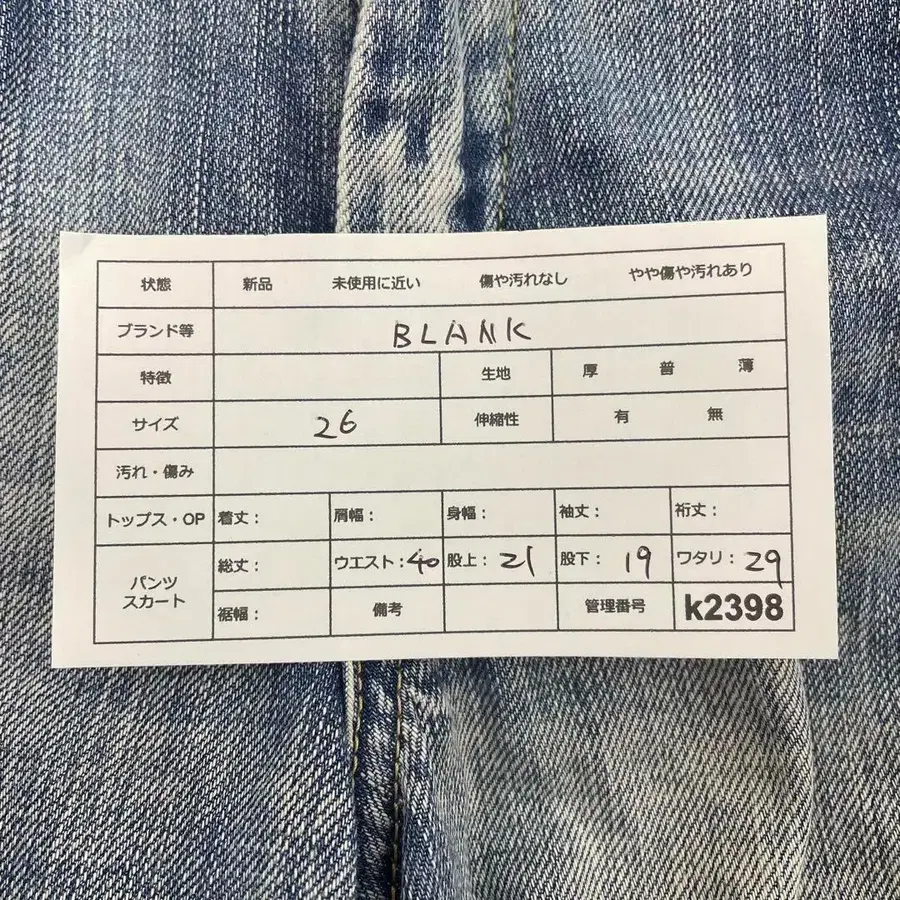 状態 新品 未使用に近い 傷や汚れなし やや傷や汚れあり
ブランド等 BLANK
特徴 生地 厚 普 薄
サイズ 26 伸縮性 有 無
汚れ・傷み
トップス・OP 着丈: 肩幅: 身幅: 袖丈: 裄丈:
パンツ スカート 総丈: ウエスト:40 股上:21 股下:19 ワタリ:29
裾幅: 備考 管理番号 k2398